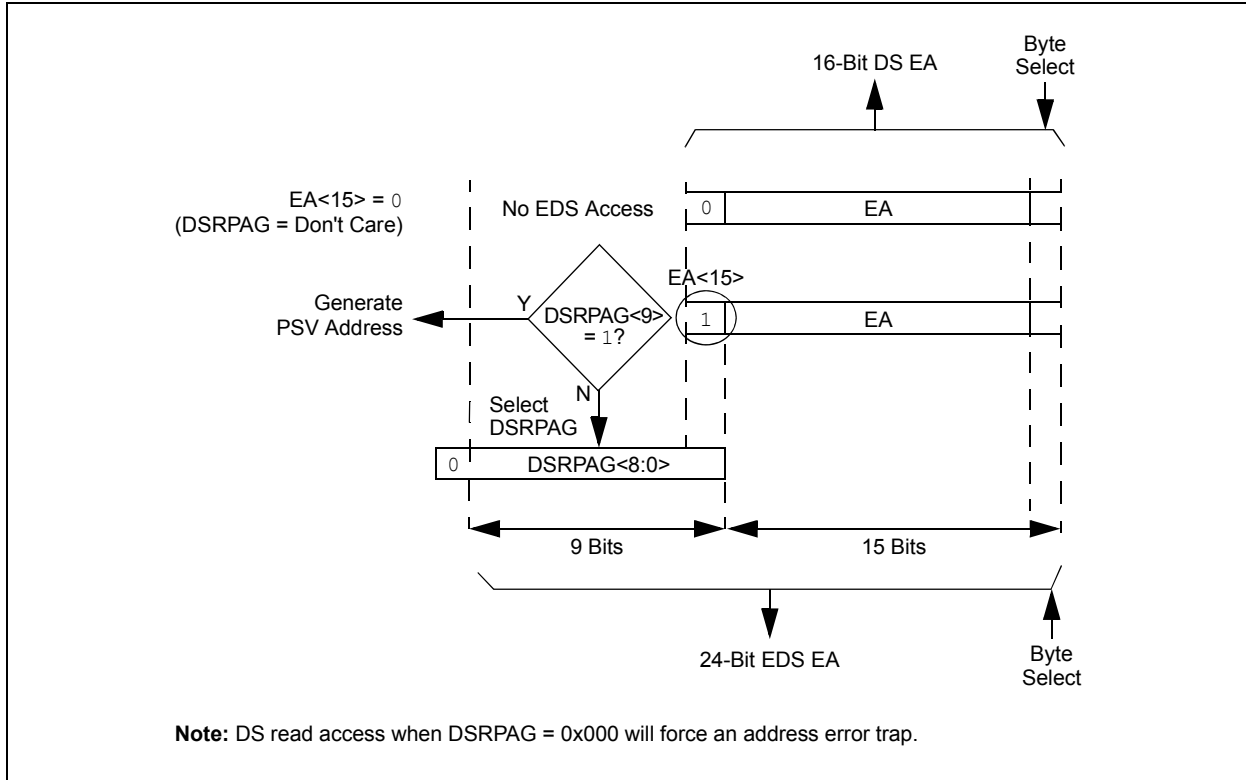 16-Bit DS EA
Byte
Select
EA<15> = 0
(DSRPAG = Don't Care)
No EDS Access
0
EA
EA<15>
Generate
PSV Address
Y
DSRPAG<9>
= 1?
1
EA
N
Select
DSRPAG
0
DSRPAG<8:0>
9 Bits
15 Bits
24-Bit EDS EA
Byte
Select
Note: DS read access when DSRPAG = 0x000 will force an address error trap.